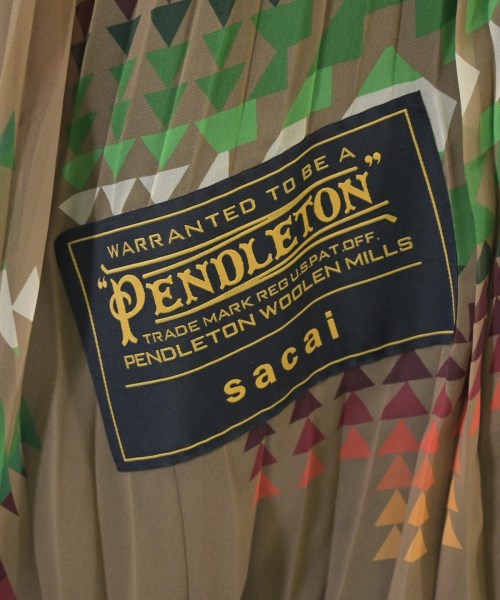 WARRANTED TO BE A
"PENDLETON"
TRADE MARK REG U.S.PAT. OFF.
PENDLETON WOOLEN MILLS
sacai